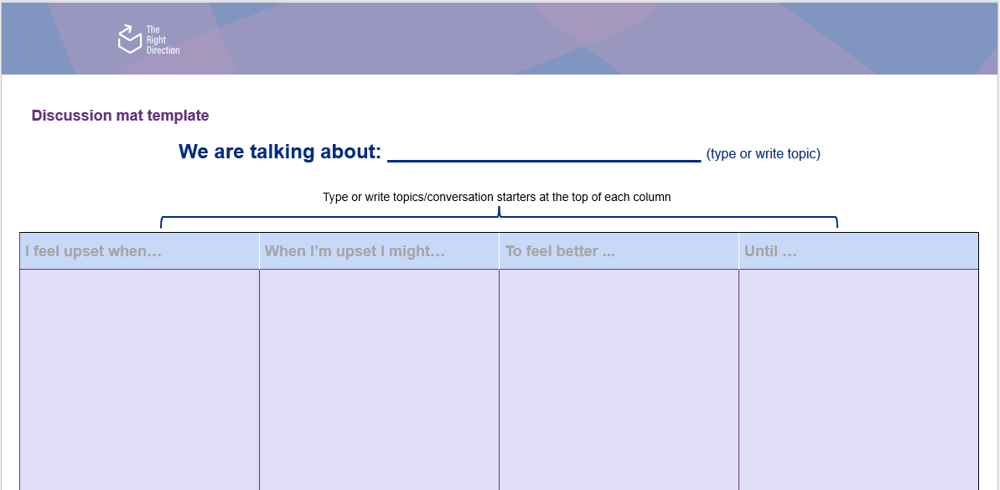 The
Right
Direction
Discussion mat template
We are talking about: ________________________ (type or write topic)
Type or write topics/conversation starters at the top of each column
I feel upset when… When I’m upset I might… To feel better ... Until …